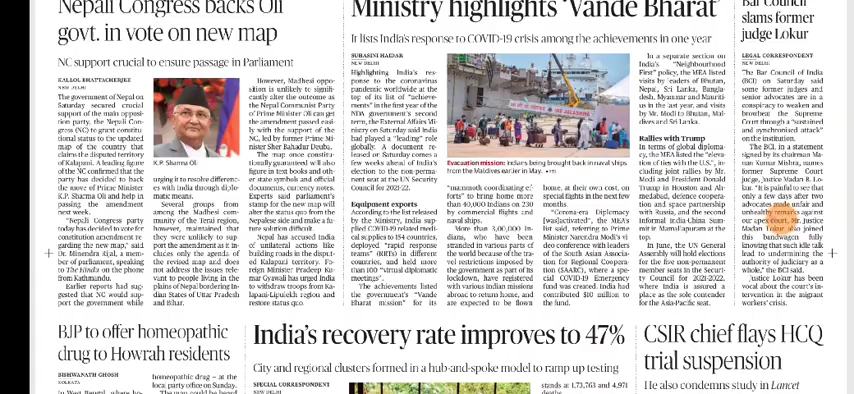 Nepali Congress backs Oli
govt. in vote on new map
NC support crucial to ensure passage in Parliament
KALLOL BHATTACHERJEE
NEW DELHI
The government of Nepal on
Saturday secured crucial
support of the main opposi-
tion party, the Nepali Con-
gress (NC) to grant constitu-
tional status to the updated
map of the country that
claims the disputed territory
of Kalapani. A leading figure
of the NC confirmed that the
party has decided to back
the move of Prime Minister
K.P. Sharma Oli and help in
passing the amendment
next week.
"Nepali Congress party
today has decided to vote for
constitution amendment re-
garding the new map," said
Dr. Minendra Rijal, a mem-
ber of parliament, speaking
to The Hindu on the phone
from Kathmandu.
Earlier reports had sug-
gested that NC would sup-
port the government while
K.P. Sharma Oli
urging it to resolve differenc-
es with India through diplo-
matic means.
Several groups from
among the Madhesi com-
munity of the Terai region,
however, maintained that
they were unlikely to sup-
port the amendment as it in-
cludes only the agenda of
the revised map and does
not address the issues rele-
vant to people living in the
plains of Nepal bordering In-
dian States of Uttar Pradesh
and Bihar.
However, Madhesi oppo-
sition is unlikely to signifi-
cantly alter the outcome as
the Nepal Communist Party
of Prime Minister Oli can get
the amendment passed easi-
ly with the support of the
NC, led by former Prime Mi-
nister Sher Bahadur Deuba.
The map once constitu-
tionally guaranteed will also
figure in text books and oth-
er state symbols and official
documents, currency notes.
Experts said parliament's
stamp for the new map will
alter the status quo from the
Nepalese side and make a fu-
ture solution difficult.
Nepal has accused India
of unilateral actions like
building roads in the disput-
ed Kalapani territory. Fo-
reign Minister Pradeep Ku-
mar Gyawali has urged India
to withdraw troops from Ka-
lapani-Lipulekh region and
restore status quo.
Ministry highlights 'Vande Bharat'
It lists India's response to COVID-19 crisis among the achievements in one year
SUHASINI HAIDAR
NEW DELHI
Highlighting India's res-
ponse to the coronavirus
pandemic worldwide at the
top of its list of "achieve-
ments" in the first year of the
NDA government's second
term, the External Affairs Mi-
nistry on Saturday said India
had played a "leading" role
globally. A document re-
leased on Saturday comes a
few weeks ahead of India's
election to the non-perma-
nent seat at the UN Security
Council for 2021-22.
Equipment exports
According to the list released
by the Ministry, India sup-
plied COVID-19 related medi-
cal supplies to 154 countries,
deployed "rapid response
teams" (RRTs) in different
countries, and held more
than 100 "virtual diplomatic
meetings".
The achievements listed
the government's "Vande
Bharat mission" for its
Evacuation mission: Indians being brought back in naval ships
from the Maldives earlier in May.
"mammoth coordinating ef-
forts" to bring home more
than 40,000 Indians on 230
by commercial flights and
naval ships.
More than 3,00,000 In-
dians, who have been
stranded in various parts of
the world because of the tra-
vel restrictions imposed by
the government as part of its
lockdown, have registered
with various Indian missions
abroad to return home, and
are expected to be flown
home, at their own cost, on
special flights in the next few
months.
"Corona-era Diplomacy
[was]activated", the MEA's
list said, referring to Prime
Minister Narendra Modi's vi-
deo conference with leaders
of the South Asian Associa-
tion for Regional Coopera-
tion (SAARC), where a spe-
cial COVID-19 Emergency
fund was created. India had
contributed $10 million to
the fund.
In a separate section on
India's "Neighbourhood
First" policy, the MEA listed
visits by leaders of Bhutan,
Nepal, Sri Lanka, Bangla-
desh, Myanmar and Mauriti-
us in the last year, and visits
by Mr. Modi to Bhutan, Mal-
dives and Sri Lanka.
Rallies with Trump
In terms of global diploma-
cy, the MEA listed the "eleva-
tion of ties with the U.S.", in-
cluding joint rallies by Mr.
Modi and President Donald
Trump in Houston and Ah-
medabad, defence coopera-
tion and space partnership
with Russia, and the second
informal India-China Sum-
mit in Mamallapuram at the
top.
In June, the UN General
Assembly will hold elections
for the five non-permanent
member seats in the Securi-
ty Council for 2021-2022,
where India is assured a
place as the sole contender
for the Asia-Pacific seat.
Bar Council
slams former
judge Lokur
LEGAL CORRESPONDENT
NEW DELHI
The Bar Council of India
(BCI) on Saturday said
some former judges and
senior advocates are in a
conspiracy to weaken and
browbeat the Supreme
Court through a "sustained
and synchronised attack"
on the institution.
The BCI, in a statement
signed by its chairman Ma-
nan Kumar Mishra, names
former Supreme Court
judge, Justice Madan B. Lo-
kur. "It is painful to see that
only a few days after two
advocates made unfair and
unhealthy attacks against
our apex court, Mr. Justice
Madan Lokur also joined
this bandwagon fully
knowing that such idle talk
lead to undermining the
authority of judiciary as a
whole," the BCI said.
Justice Lokur has been
vocal about the court's in-
tervention in the migrant
workers' crisis.
BJP to offer homeopathic
drug to Howrah residents
BISHWANATH GHOSH
KOLKATA
homeopathic drug – at the
local party office on Sunday.
India's recovery rate improves to 47%
City and regional clusters formed in a hub-and-spoke model to ramp up testing
SPECIAL CORRESPONDENT
NEW DELHI
stands at 1,73,763 and 4,971
CSIR chief flays HCQ
trial suspension
He also condemns study in Lancet